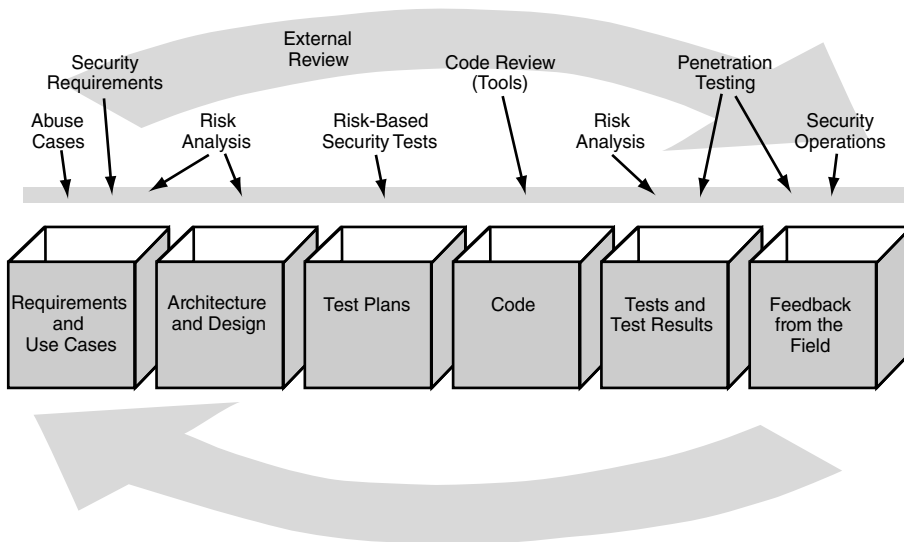 External
Review
Security
Requirements
Code Review
(Tools)
Penetration
Testing
Abuse
Cases
Risk
Analysis
Risk-Based
Security Tests
Risk
Analysis
Security
Operations
Requirements
and
Use Cases
Architecture
and Design
Test Plans
Code
Tests and
Test Results
Feedback
from the
Field